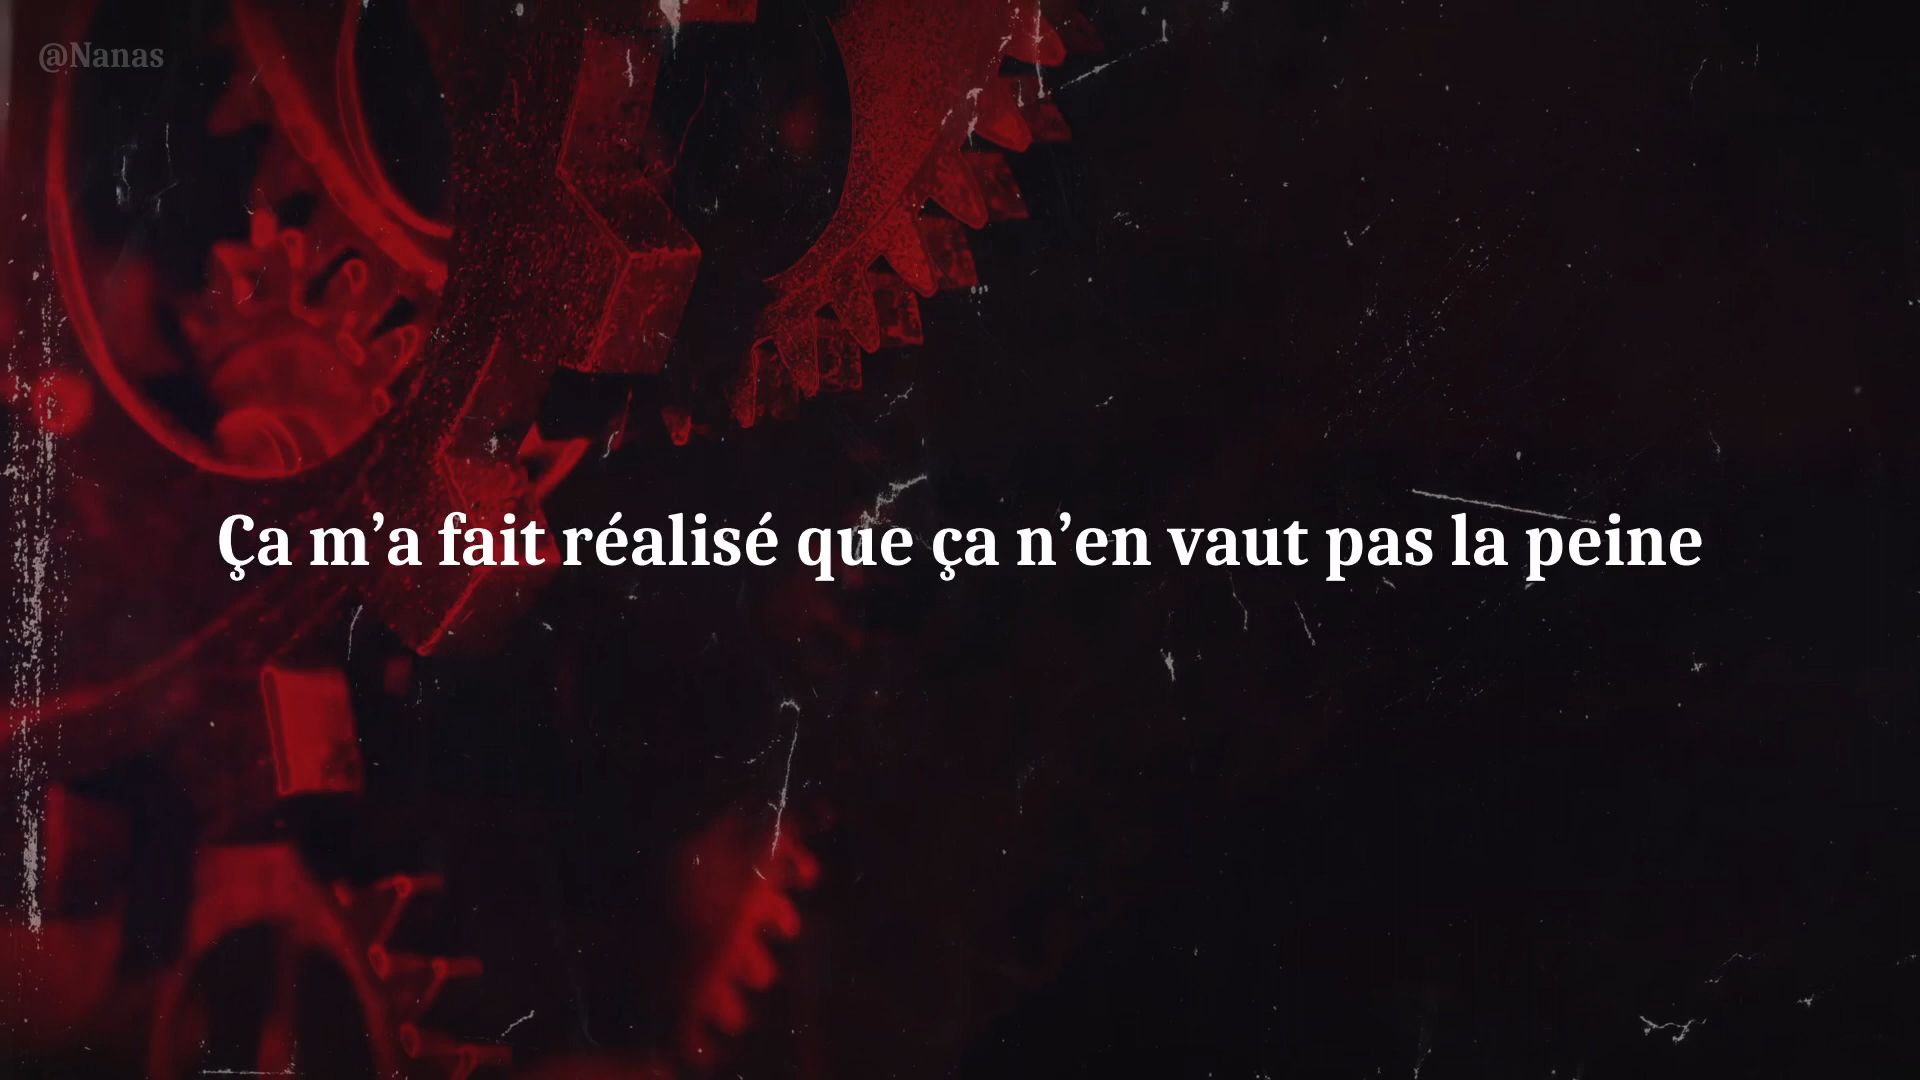 @Nanas
Ça m’a fait réalisé que ça n’en vaut pas la peine